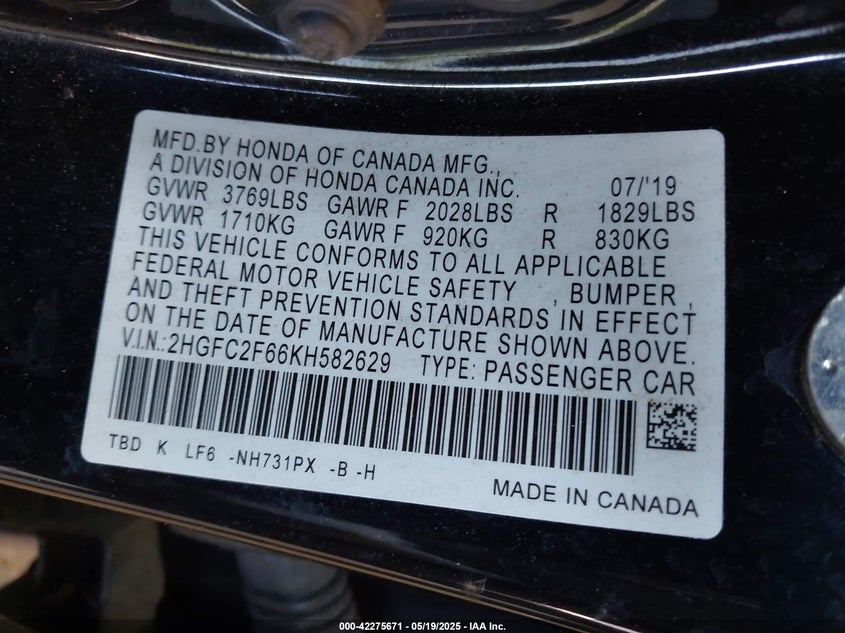 MFD.BY HONDA OF CANADA MFG.,
A DIVISION OF HONDA CANADA INC. 07/'19
GVWR 3769LBS GAWR F 2028LBS R 1829LBS
GVWR 1710KG GAWR F 920KG R 830KG
THIS VEHICLE CONFORMS TO ALL APPLICABLE
FEDERAL MOTOR VEHICLE SAFETY , BUMPER ,
AND THEFT PREVENTION STANDARDS IN EFFECT
ON THE DATE OF MANUFACTURE SHOWN ABOVE.
V.I.N.:2HGFC2F66KH582629 TYPE: PASSENGER CAR
TBD K LF6 -NH731PX -B -H
MADE IN CANADA
000-42275671 / 05/19/2025 - IAA Inc.